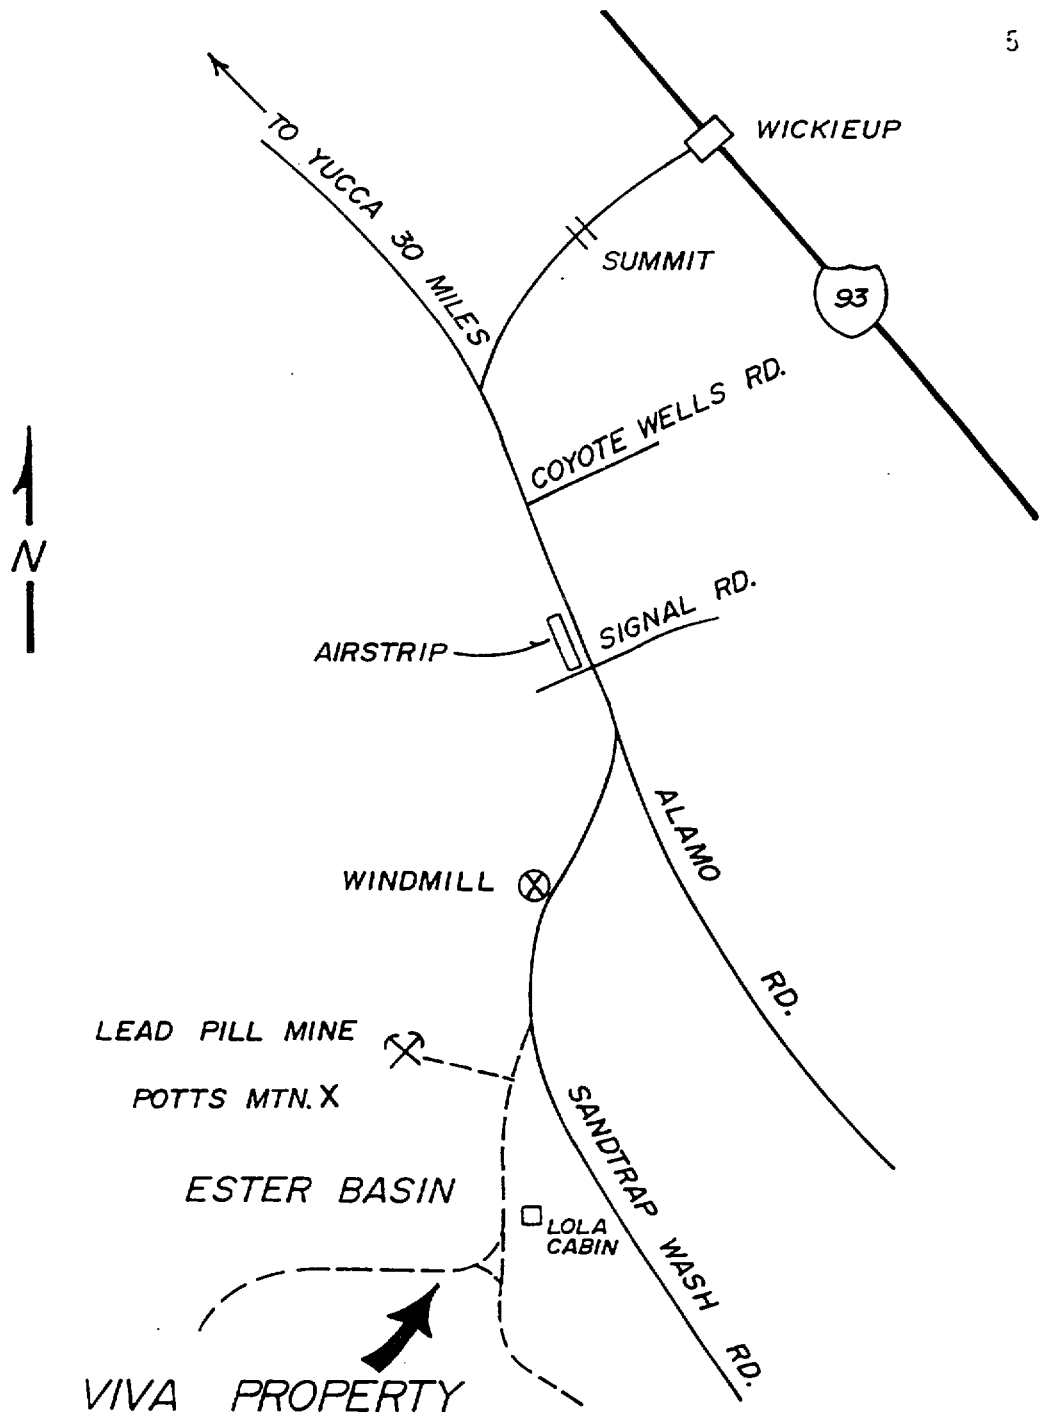 5
WICKIEUP
TO YUCCA 30 MILES
SUMMIT
93
COYOTE WELLS RD.
N
SIGNAL RD.
AIRSTRIP
ALAMO RD.
WINDMILL
LEAD PILL MINE
POTTS MTN. X
SANDTRAP WASH RD.
ESTER BASIN
LOLA
CABIN
VIVA PROPERTY